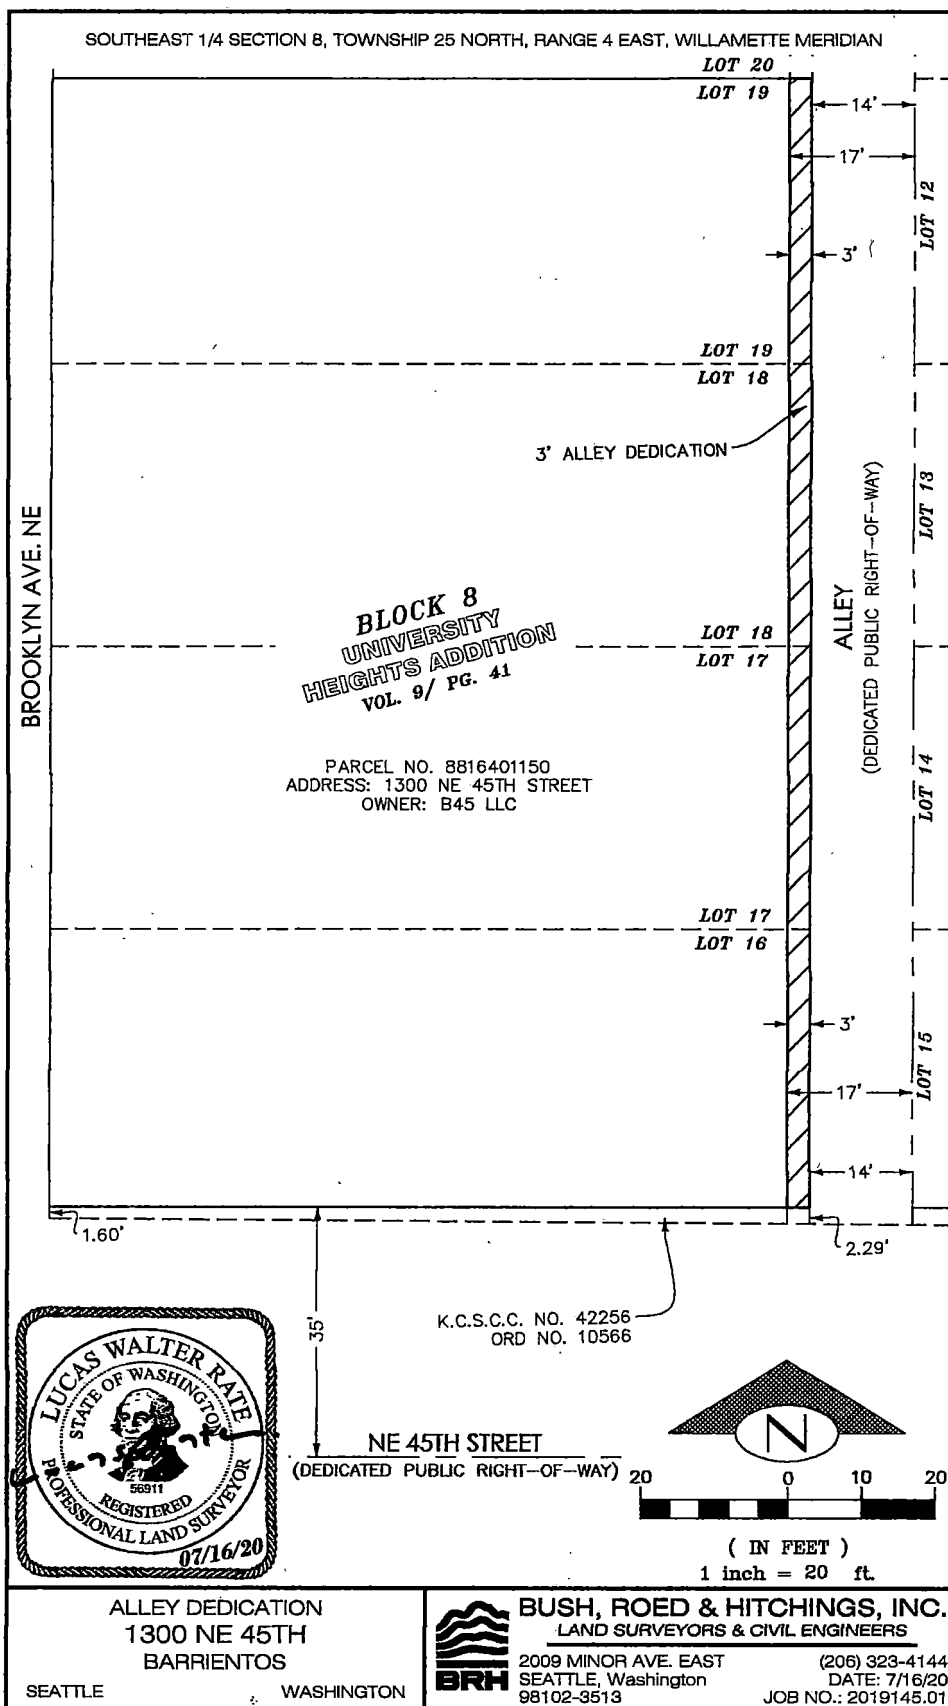 SOUTHEAST 1/4 SECTION 8, TOWNSHIP 25 NORTH, RANGE 4 EAST, WILLAMETTE MERIDIAN
LOT 20
LOT 19
14'
17'
LOT 12
3'
LOT 19
LOT 18
3' ALLEY DEDICATION
LOT 13
ALLEY
(DEDICATED PUBLIC RIGHT-OF-WAY)
BROOKLYN AVE. NE
BLOCK 8
UNIVERSITY
HEIGHTS ADDITION
VOL. 9/ PG. 41
LOT 18
LOT 17
PARCEL NO. 8816401150
ADDRESS: 1300 NE 45TH STREET
OWNER: B45 LLC
LOT 14
LOT 17
LOT 16
3'
LOT 15
17'
14'
1.60'
2.29'
35'
K.C.S.C.C. NO. 42256
ORD NO. 10566
LUCAS WALTER RATE
STATE OF WASHINGTON
56911
REGISTERED
PROFESSIONAL LAND SURVEYOR
07/16/20
NE 45TH STREET
(DEDICATED PUBLIC RIGHT-OF-WAY)
N
20 0 10 20
( IN FEET )
1 inch = 20 ft.
ALLEY DEDICATION
1300 NE 45TH
BARRIENTOS
SEATTLE WASHINGTON
BRH
BUSH, ROED & HITCHINGS, INC.
LAND SURVEYORS & CIVIL ENGINEERS
2009 MINOR AVE. EAST (206) 323-4144
SEATTLE, Washington DATE: 7/16/20
98102-3513 JOB NO.: 2019145.01